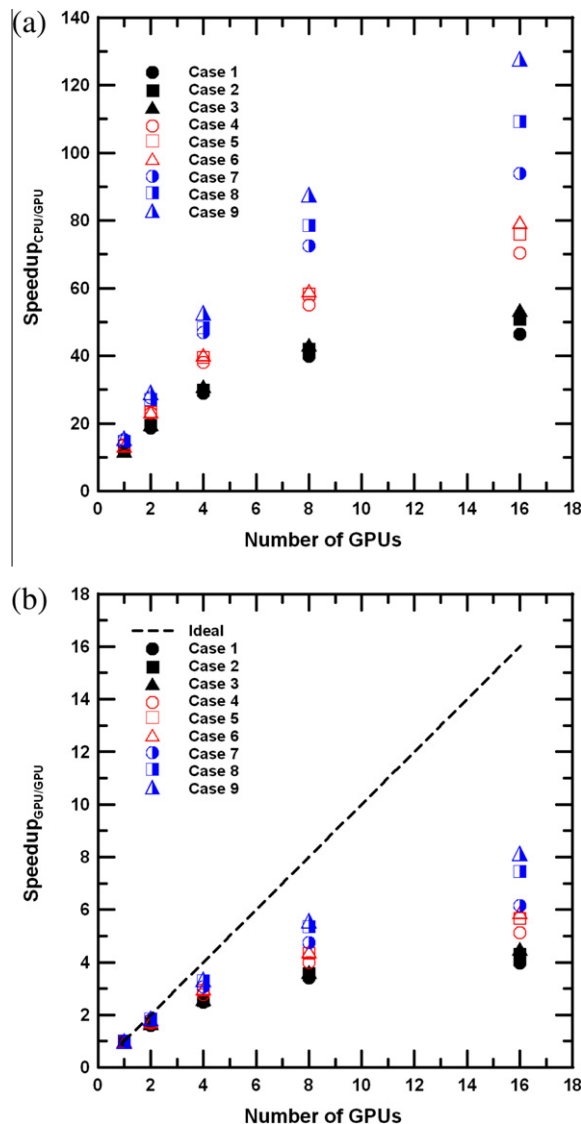 (a)
140
120
100
80
60
40
20
0
Speedup CPU/GPU
Case 1
Case 2
Case 3
Case 4
Case 5
Case 6
Case 7
Case 8
Case 9
0 2 4 6 8 10 12 14 16 18
Number of GPUs
(b)
18
16
14
12
10
8
6
4
2
0
Speedup GPU/GPU
Ideal
Case 1
Case 2
Case 3
Case 4
Case 5
Case 6
Case 7
Case 8
Case 9
0 2 4 6 8 10 12 14 16 18
Number of GPUs